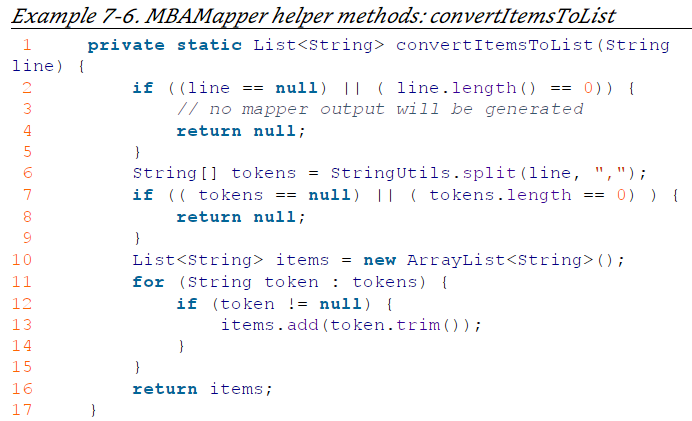 Example 7-6. MBAMapper helper methods: convertItemsToList
1 private static List<String> convertItemsToList(String
line) {
2 if ((line == null) || ( line.length() == 0)) {
3 // no mapper output will be generated
4 return null;
5 }
6 String[] tokens = StringUtils.split(line, ",");
7 if (( tokens == null) || ( tokens.length == 0) ) {
8 return null;
9 }
10 List<String> items = new ArrayList<String>();
11 for (String token : tokens) {
12 if (token != null) {
13 items.add(token.trim());
14 }
15 }
16 return items;
17 }